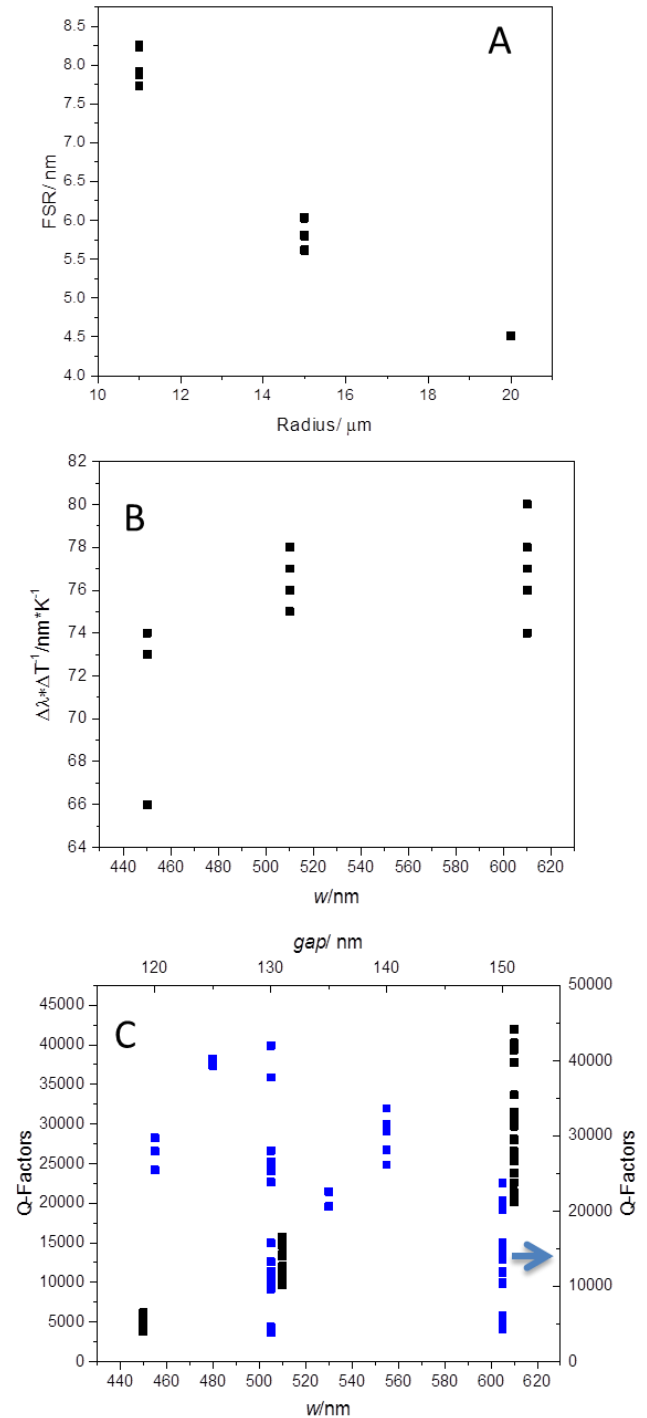 A
FSR/ nm
8.5
8.0
7.5
7.0
6.5
6.0
5.5
5.0
4.5
4.0
10 12 14 16 18 20
Radius/ μm
B
Δλ*ΔT⁻¹/nm*K⁻¹
82
80
78
76
74
72
70
68
66
64
440 460 480 500 520 540 560 580 600 620
w/nm
gap/ nm
120 130 140 150
C
Q-Factors
45000
40000
35000
30000
25000
20000
15000
10000
5000
0
50000
40000
30000
20000
10000
0
Q-Factors
440 460 480 500 520 540 560 580 600 620
w/nm